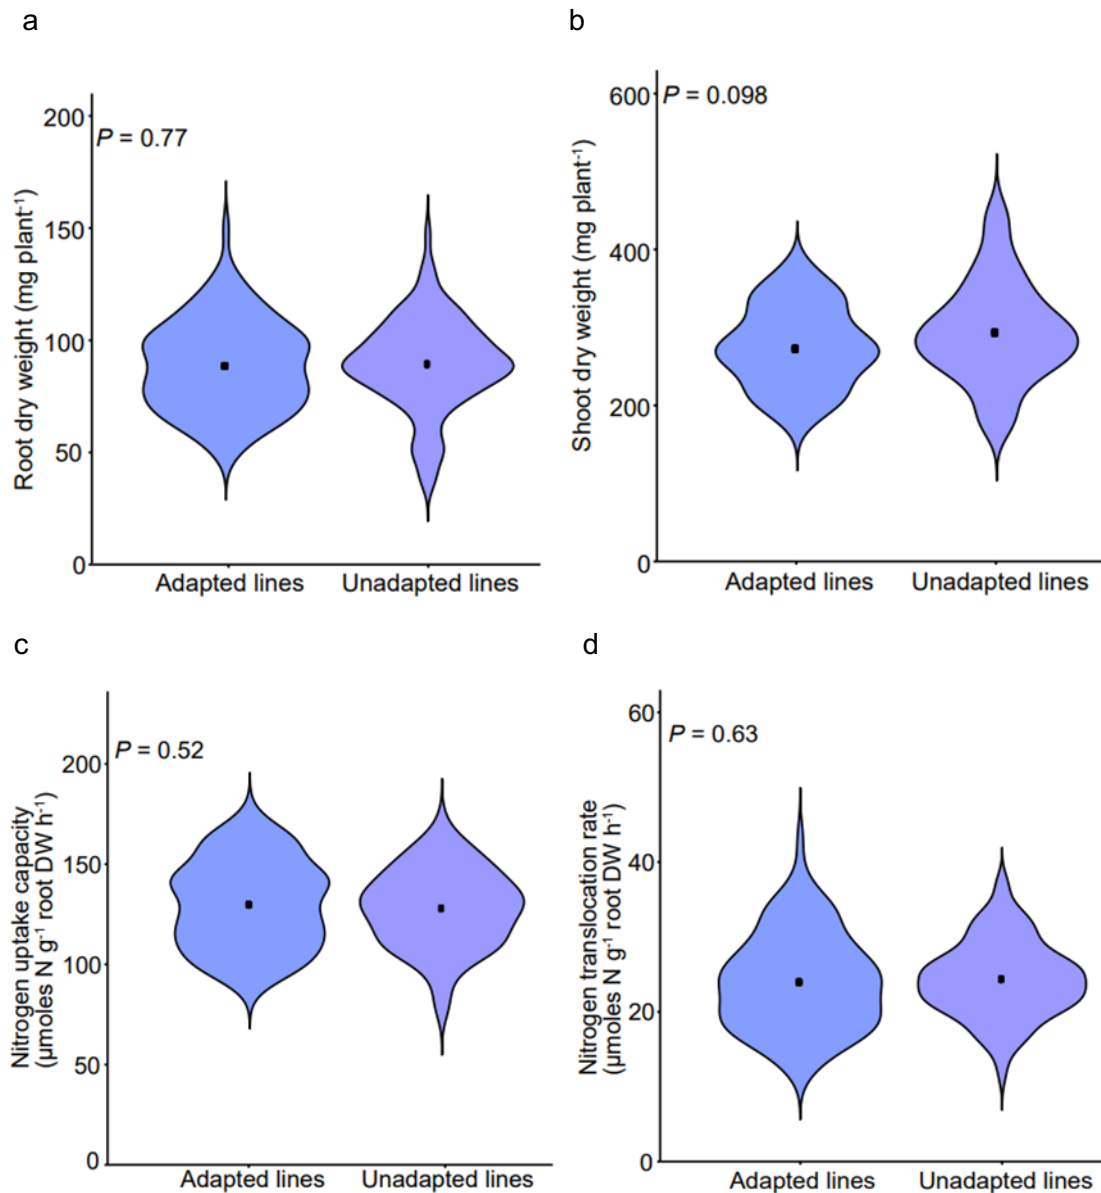 a
P = 0.77
Root dry weight (mg plant⁻¹)
200
150
100
50
0
Adapted lines
Unadapted lines
b
P = 0.098
Shoot dry weight (mg plant⁻¹)
600
400
200
0
Adapted lines
Unadapted lines
c
P = 0.52
Nitrogen uptake capacity
(µmoles N g⁻¹ root DW h⁻¹)
200
150
100
50
0
Adapted lines
Unadapted lines
d
P = 0.63
Nitrogen translocation rate
(µmoles N g⁻¹ root DW h⁻¹)
60
40
20
0
Adapted lines
Unadapted lines